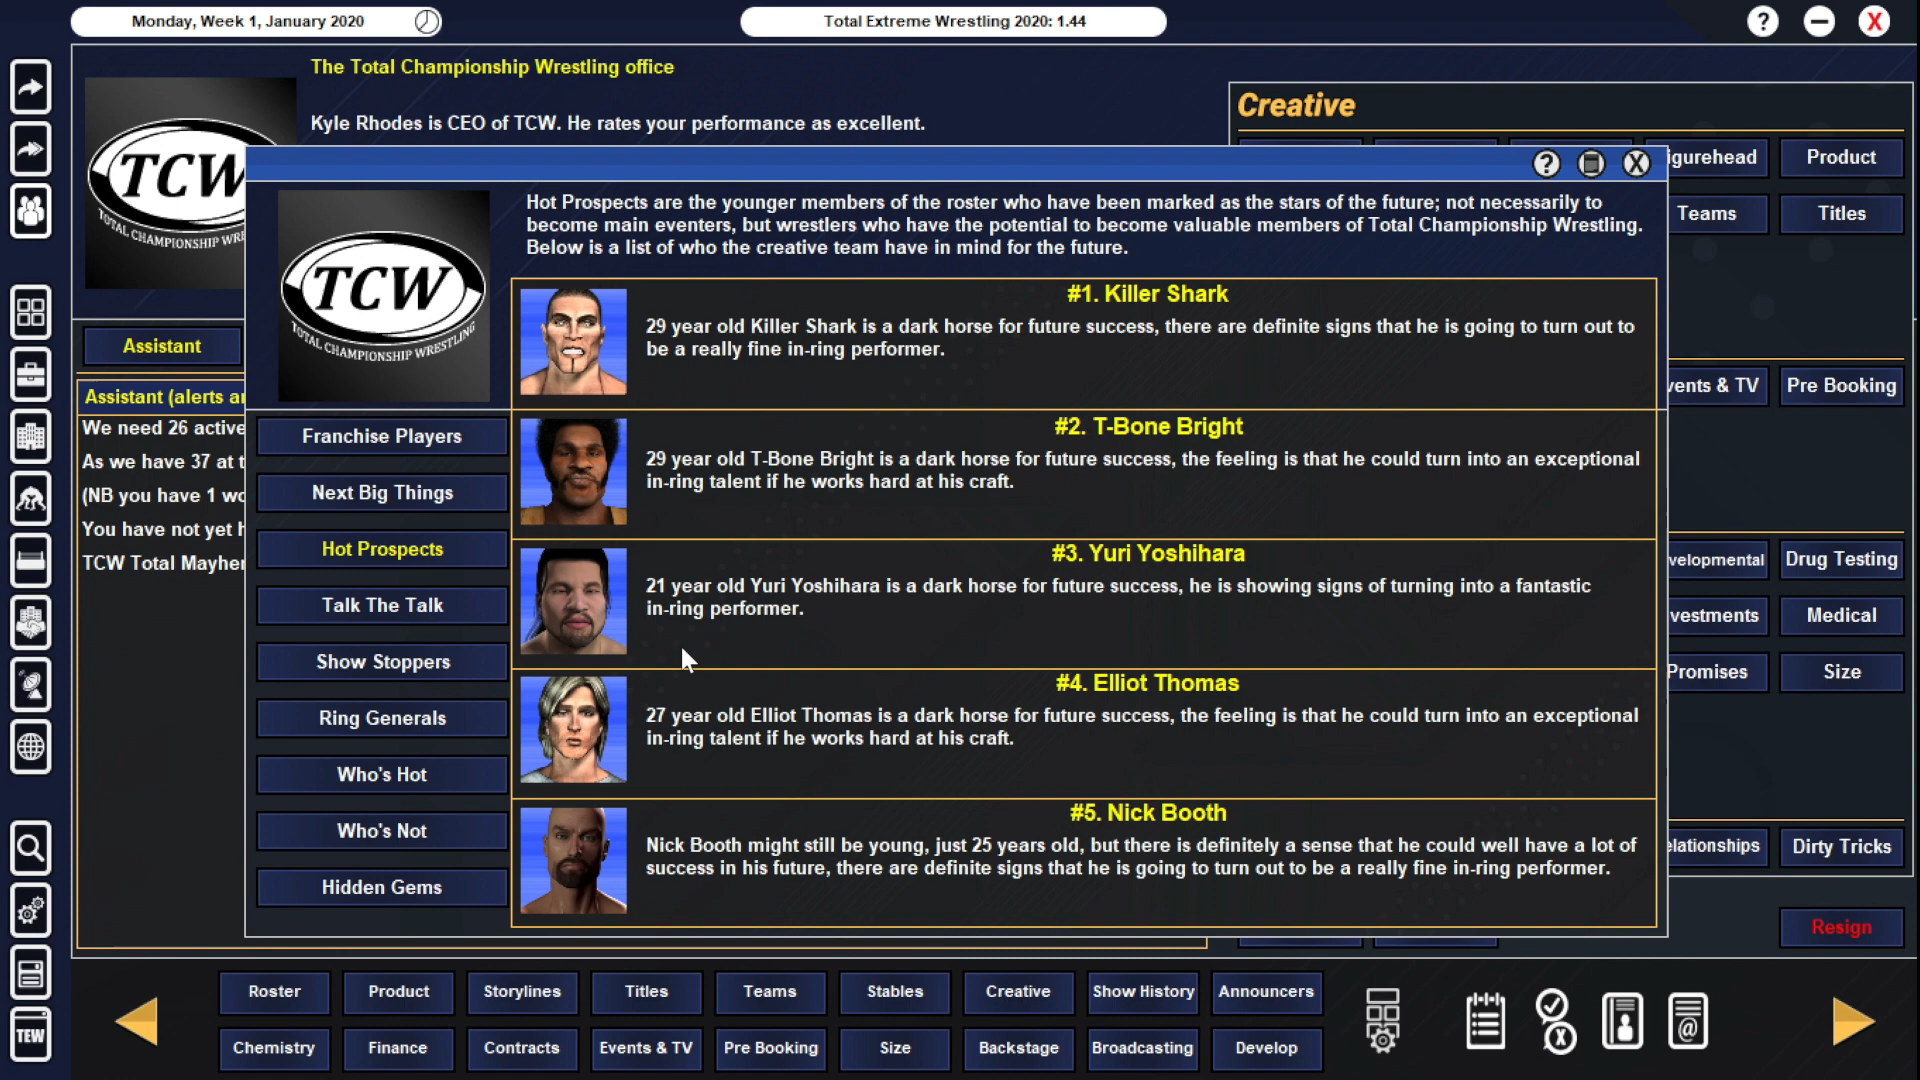 Monday, Week 1, January 2020
Total Extreme Wrestling 2020: 1.44
?
X
The Total Championship Wrestling office
Kyle Rhodes is CEO of TCW. He rates your performance as excellent.
TCW
TOTAL CHAMPIONSHIP WRE
Creative
igurehead
Product
Teams
Titles
vents & TV
Pre Booking
velopmental
Drug Testing
vestments
Medical
Promises
Size
elationships
Dirty Tricks
Resign
Assistant
Assistant (alerts a
We need 26 active
As we have 37 at t
(NB you have 1 wo
You have not yet h
TCW Total Mayher
?
X
TCW
TOTAL CHAMPIONSHIP WRESTLING
Hot Prospects are the younger members of the roster who have been marked as the stars of the future; not necessarily to
become main eventers, but wrestlers who have the potential to become valuable members of Total Championship Wrestling.
Below is a list of who the creative team have in mind for the future.
Franchise Players
Next Big Things
Hot Prospects
Talk The Talk
Show Stoppers
Ring Generals
Who's Hot
Who's Not
Hidden Gems
#1. Killer Shark
29 year old Killer Shark is a dark horse for future success, there are definite signs that he is going to turn out to
be a really fine in-ring performer.
#2. T-Bone Bright
29 year old T-Bone Bright is a dark horse for future success, the feeling is that he could turn into an exceptional
in-ring talent if he works hard at his craft.
#3. Yuri Yoshihara
21 year old Yuri Yoshihara is a dark horse for future success, he is showing signs of turning into a fantastic
in-ring performer.
#4. Elliot Thomas
27 year old Elliot Thomas is a dark horse for future success, the feeling is that he could turn into an exceptional
in-ring talent if he works hard at his craft.
#5. Nick Booth
Nick Booth might still be young, just 25 years old, but there is definitely a sense that he could well have a lot of
success in his future, there are definite signs that he is going to turn out to be a really fine in-ring performer.
TEW
Roster
Product
Storylines
Titles
Teams
Stables
Creative
Show History
Announcers
Chemistry
Finance
Contracts
Events & TV
Pre Booking
Size
Backstage
Broadcasting
Develop